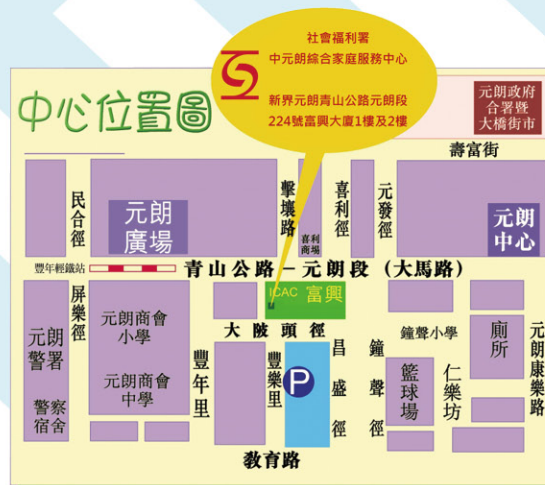 社會福利署
中元朗綜合家庭服務中心
新界元朗青山公路元朗段
224號富興大廈1樓及2樓
中心位置圖
元朗政府
合署暨
大橋街市
壽富街
民合徑
元朗
廣場
擊壤路
喜利
商場
喜利徑
元發徑
元朗
中心
豐年輕鐵站
青山公路－元朗段（大馬路）
屏樂徑
元朗
警署
警察
宿舍
元朗商會
小學
元朗商會
中學
豐年里
ICAC 富興
大陂頭徑
豐樂里
P
昌盛徑
鐘聲徑
鐘聲小學
籃球場
仁樂坊
廁所
元朗康樂路
教育路